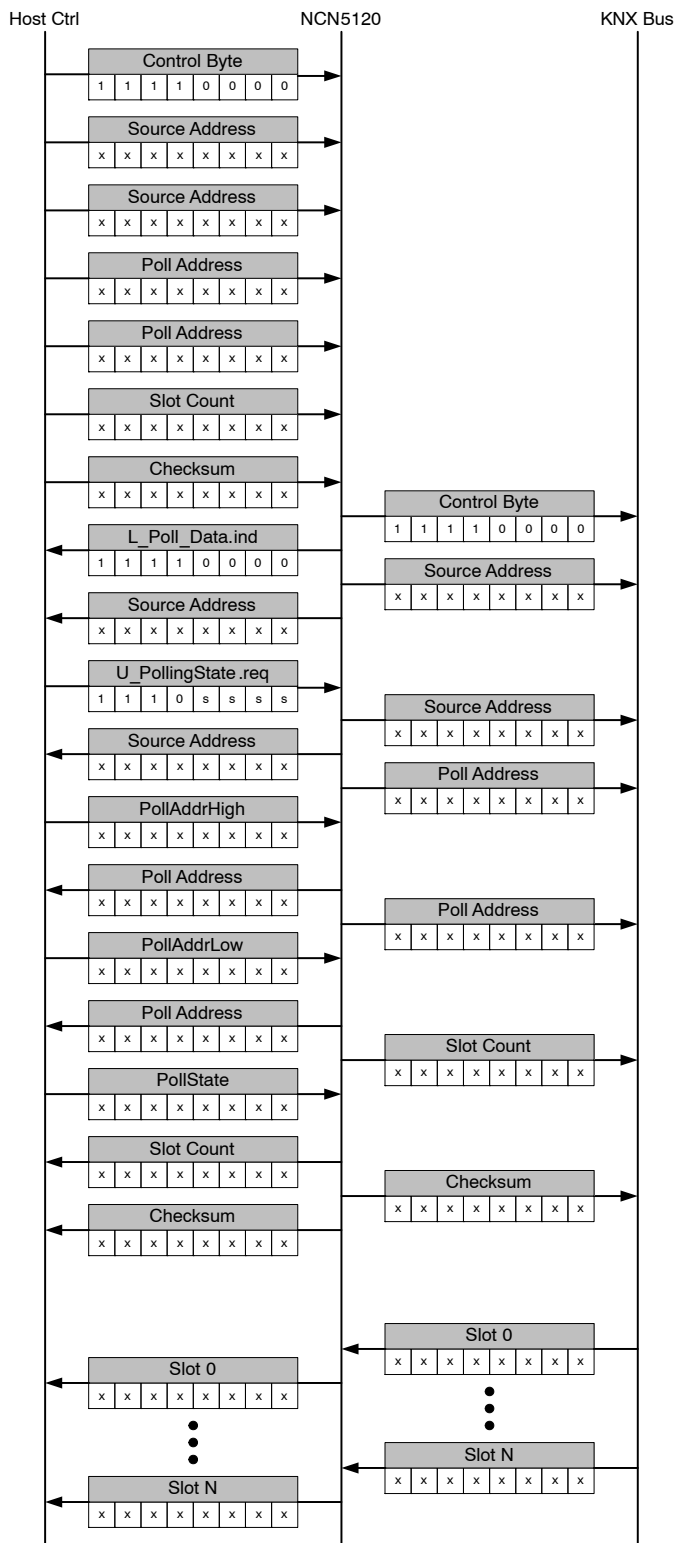 Host Ctrl NCN5120 KNX Bus
Control Byte
1 1 1 1 0 0 0 0
Source Address
x x x x x x x x
Source Address
x x x x x x x x
Poll Address
x x x x x x x x
Poll Address
x x x x x x x x
Slot Count
x x x x x x x x
Checksum
x x x x x x x x
Control Byte
1 1 1 1 0 0 0 0
L_Poll_Data.ind
1 1 1 1 0 0 0 0
Source Address
x x x x x x x x
Source Address
x x x x x x x x
U_PollingState.req
1 1 1 0 s s s s
Source Address
x x x x x x x x
Source Address
x x x x x x x x
Poll Address
x x x x x x x x
PollAddrHigh
x x x x x x x x
Poll Address
x x x x x x x x
Poll Address
x x x x x x x x
PollAddrLow
x x x x x x x x
Poll Address
x x x x x x x x
Slot Count
x x x x x x x x
PollState
x x x x x x x x
Slot Count
x x x x x x x x
Checksum
x x x x x x x x
Checksum
x x x x x x x x
Slot 0
x x x x x x x x
Slot 0
x x x x x x x x
Slot N
x x x x x x x x
Slot N
x x x x x x x x